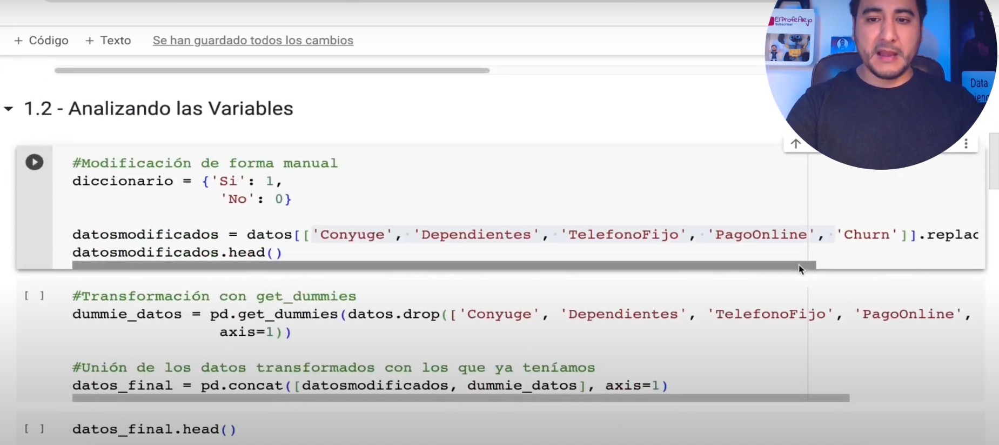 + Código + Texto Se han guardado todos los cambios
ElProfeAlejo
Subscribe!
Data
1.2 - Analizando las Variables
#Modificación de forma manual
diccionario = {'Si': 1,
'No': 0}
datosmodificados = datos[['Conyuge', 'Dependientes', 'TelefonoFijo', 'PagoOnline', 'Churn']].replac
datosmodificados.head()
[ ] #Transformación con get_dummies
dummie_datos = pd.get_dummies(datos.drop(['Conyuge', 'Dependientes', 'TelefonoFijo', 'PagoOnline',
axis=1))
#Unión de los datos transformados con los que ya teníamos
datos_final = pd.concat([datosmodificados, dummie_datos], axis=1)
[ ] datos_final.head()